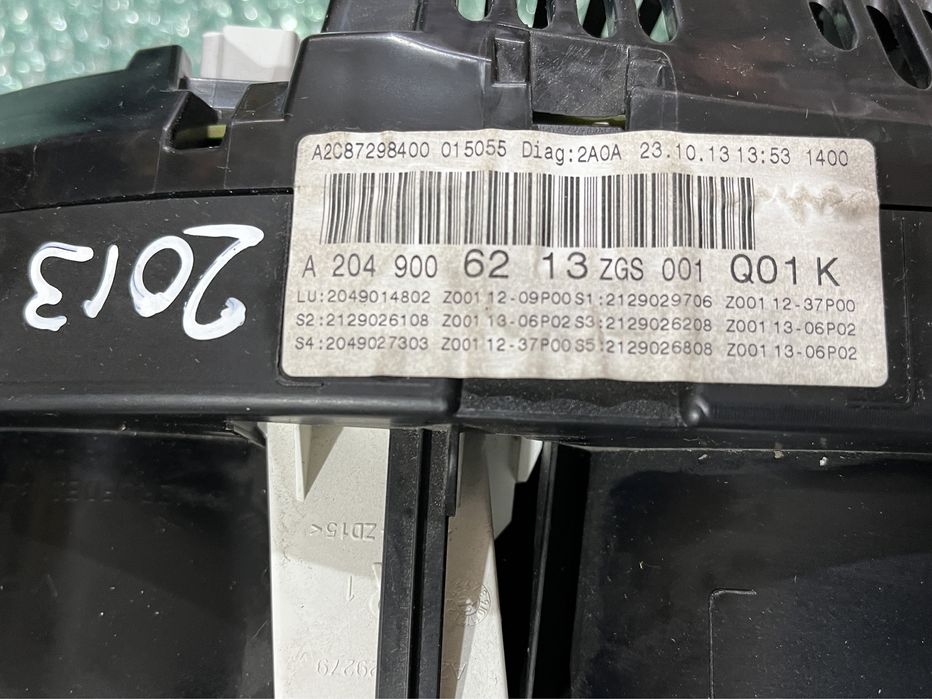 A2C87298400 015055 Diag:2A0A 23.10.13 13:53 1400
A 204 900 62 13 ZGS 001 Q01 K
LU:2049014802 Z001 12-09P00 S1:2129029706 Z001 12-37P00
S2:2129026108 Z001 13-06P02 S3:2129026208 Z001 13-06P02
S4:2049027303 Z001 12-37P00 S5:2129026808 Z001 13-06P02
2013
ZD15<
1
29279